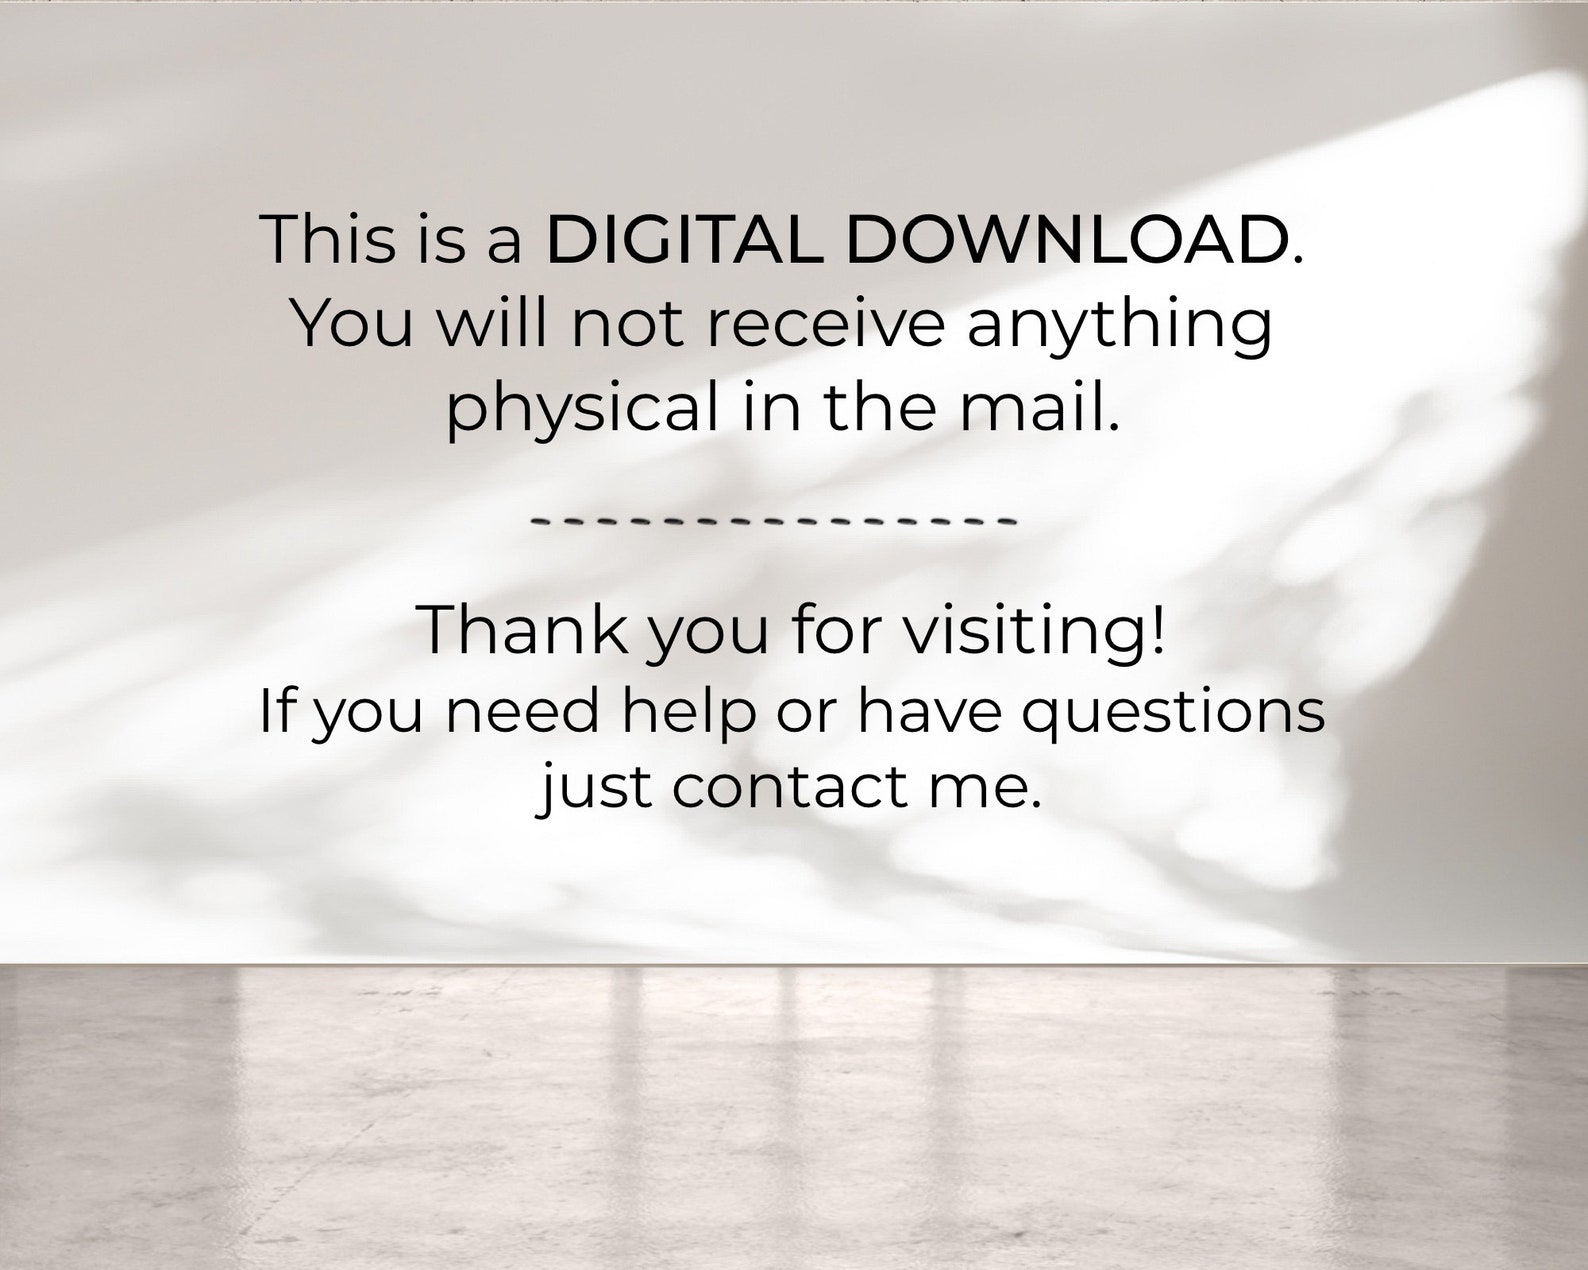 This is a DIGITAL DOWNLOAD.
You will not receive anything
physical in the mail.
---------------
Thank you for visiting!
If you need help or have questions
just contact me.